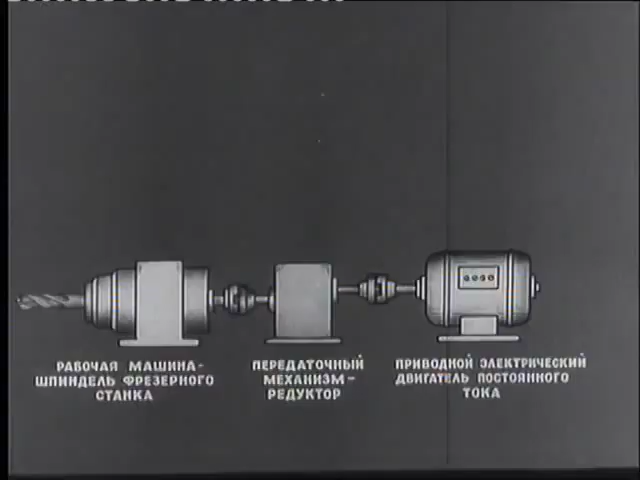 РАБОЧАЯ МАШИНА-
ШПИНДЕЛЬ ФРЕЗЕРНОГО
СТАНКА
ПЕРЕДАТОЧНЫЙ
МЕХАНИЗМ-
РЕДУКТОР
ПРИВОДНОЙ ЭЛЕКТРИЧЕСКИЙ
ДВИГАТЕЛЬ ПОСТОЯННОГО
ТОКА